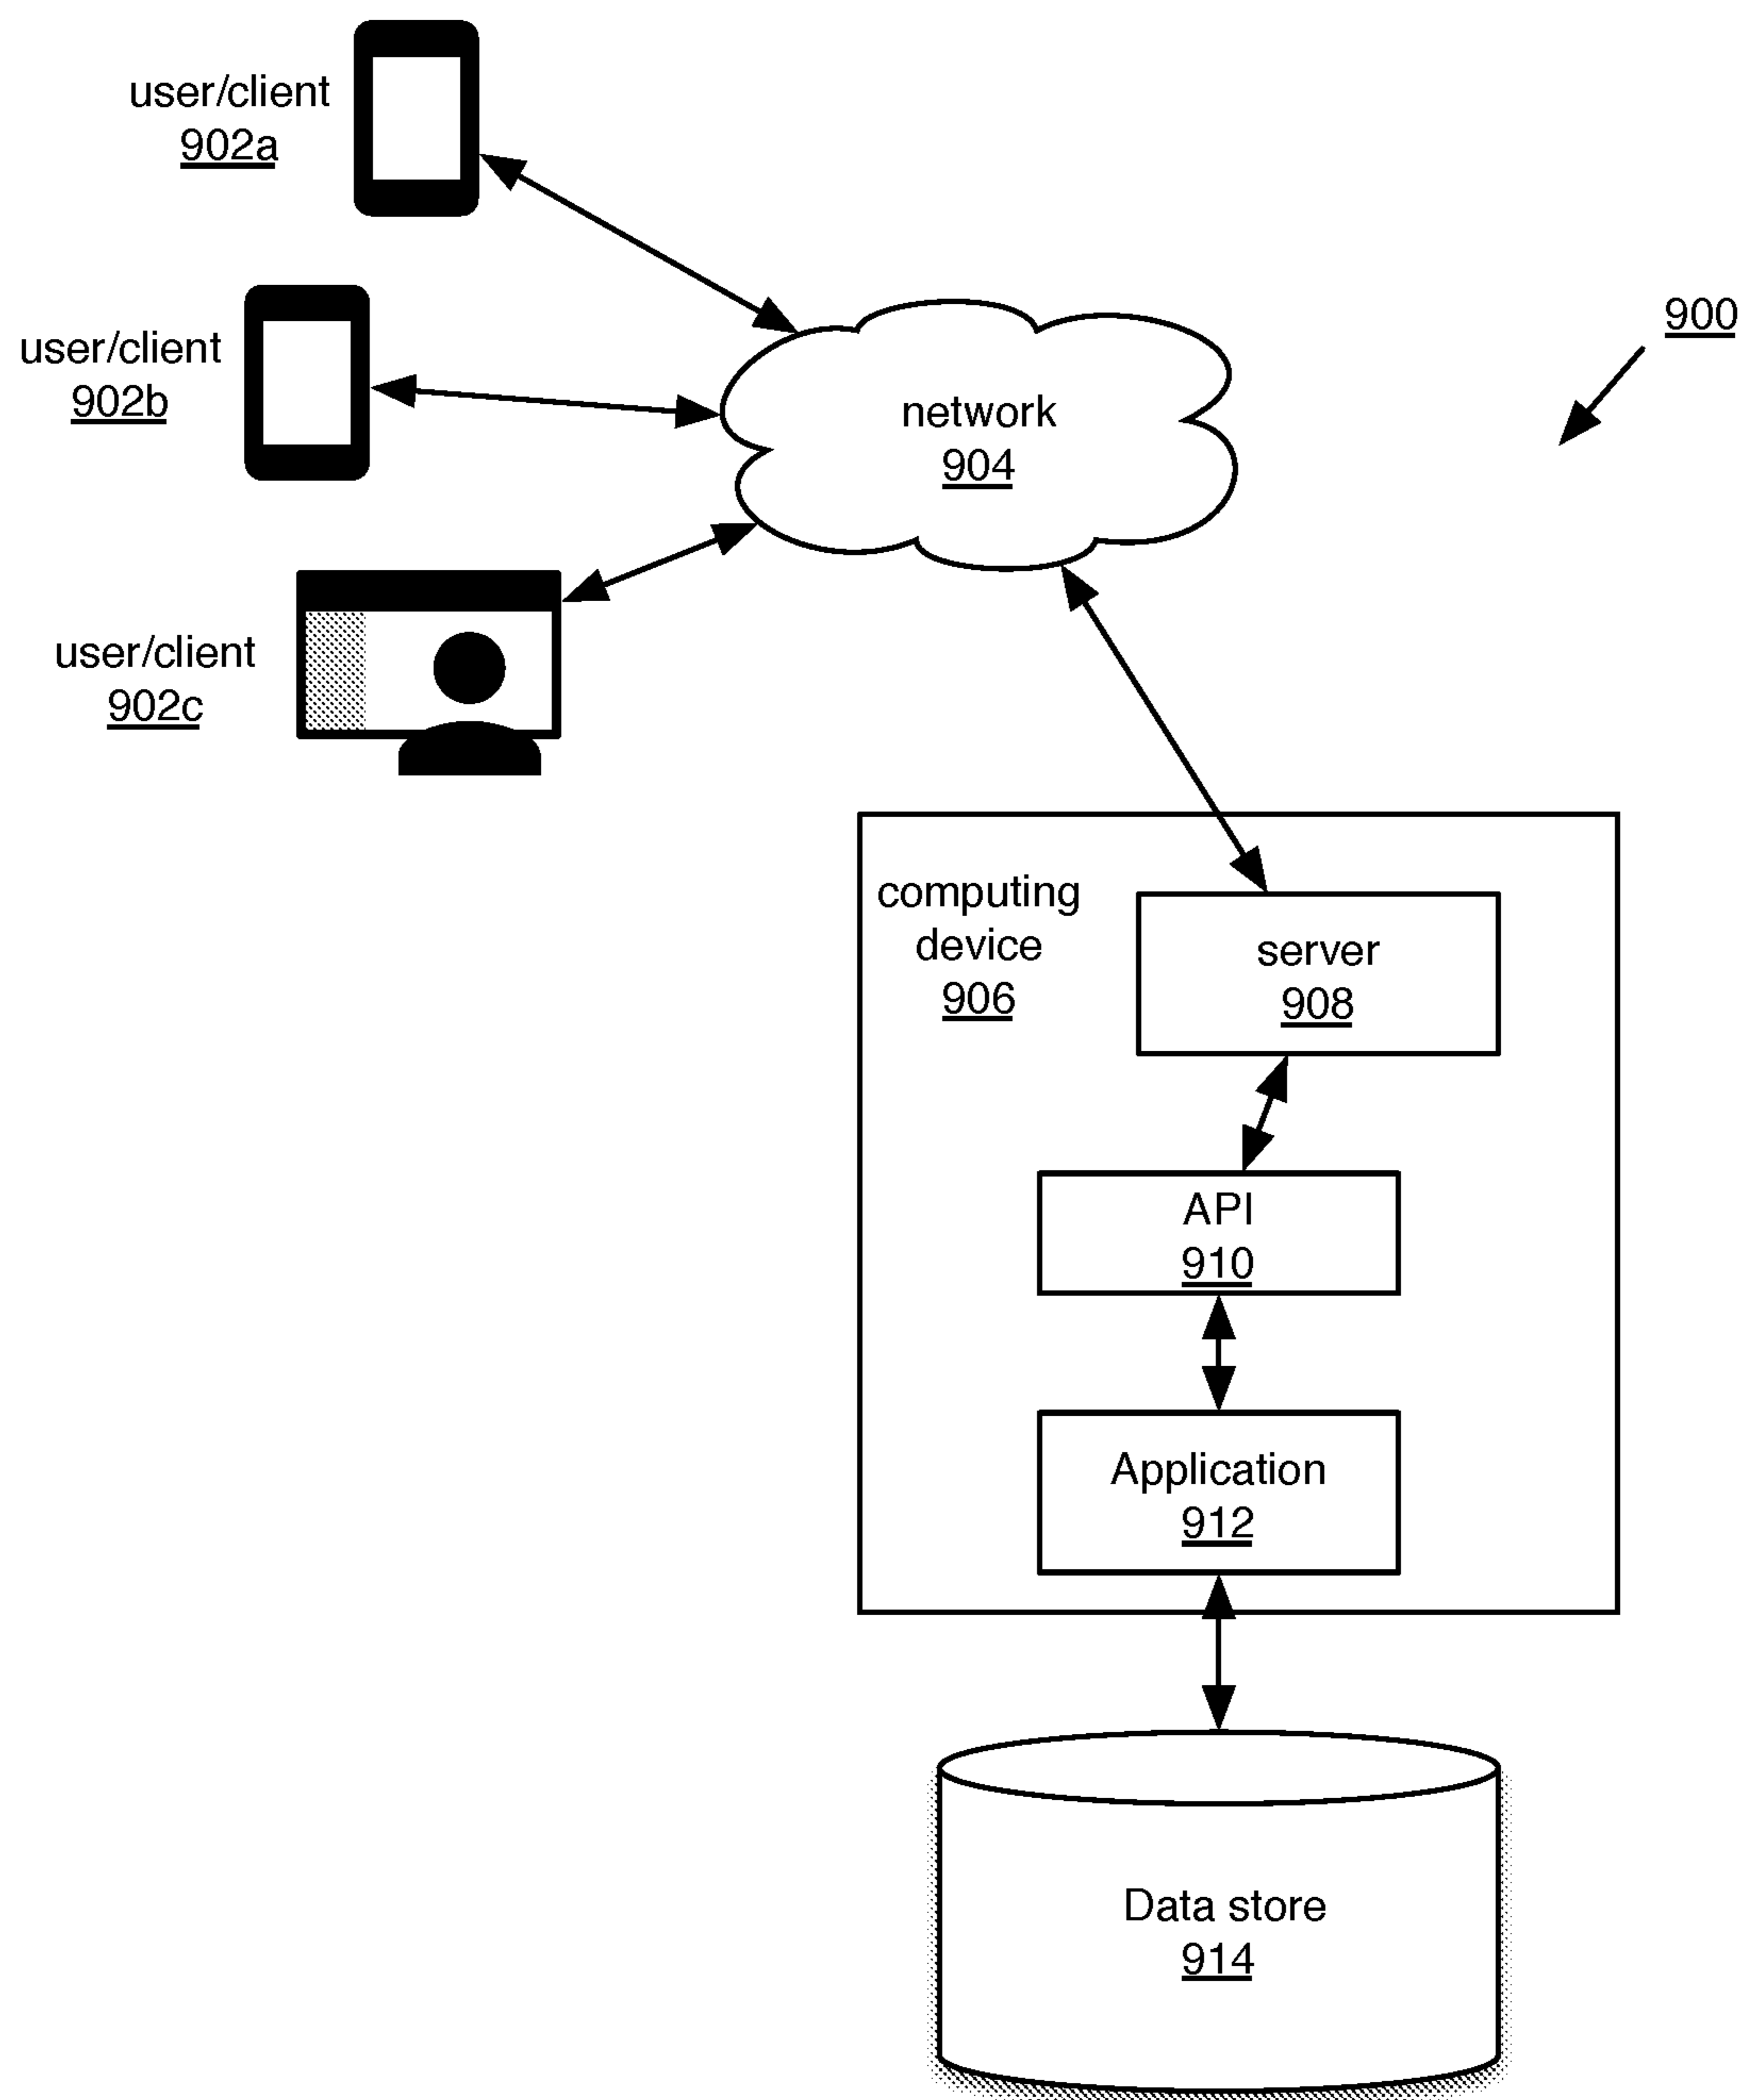 user/client
902a
user/client
902b
user/client
902c
network
904
900
computing
device
906
server
908
API
910
Application
912
Data store
914